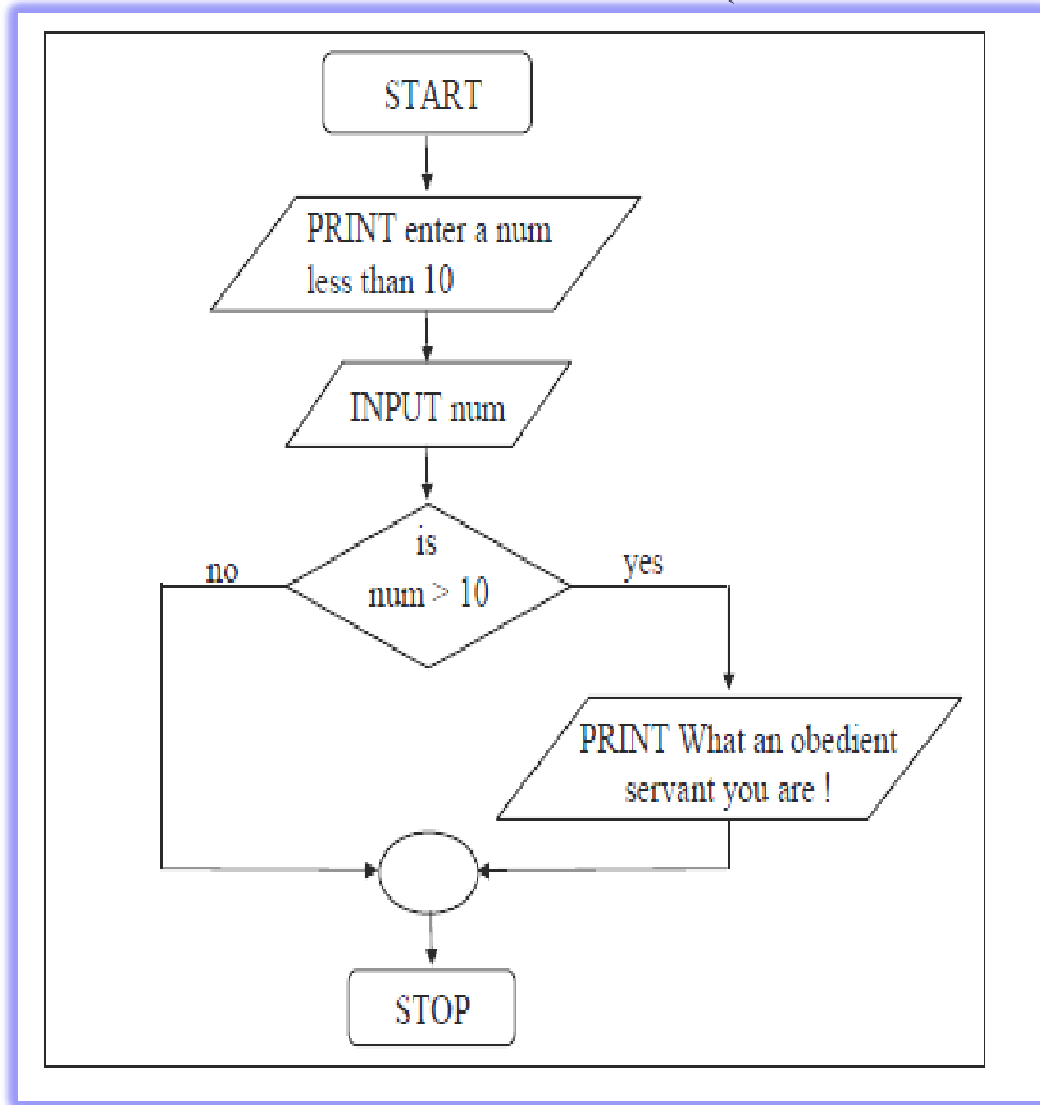 START
PRINT enter a num
less than 10
INPUT num
is
num > 10
no
yes
PRINT What an obedient
servant you are !
STOP